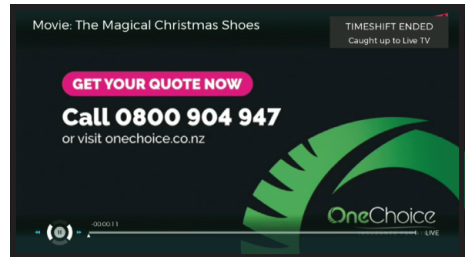 Movie: The Magical Christmas Shoes
TIMESHIFT ENDED
Caught up to Live TV
GET YOUR QUOTE NOW
Call 0800 904 947
or visit onechoice.co.nz
OneChoice
-00:00:11
LIVE